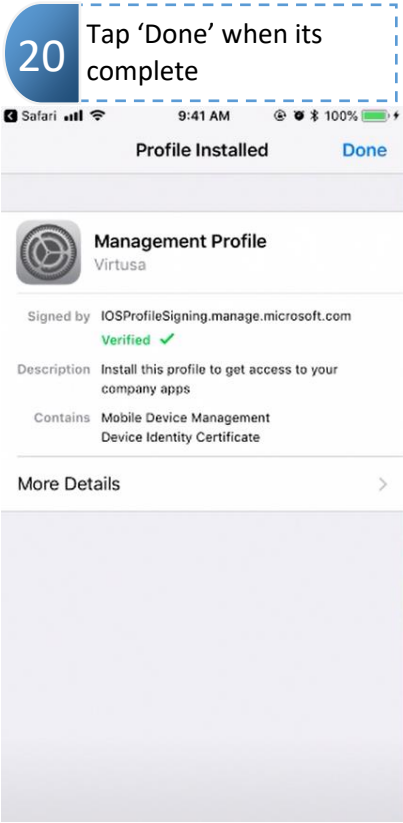 20
Tap ‘Done’ when its
complete
Safari 9:41 AM 100%
Profile Installed Done
Management Profile
Virtusa
Signed by IOSProfileSigning.manage.microsoft.com
Verified
Description Install this profile to get access to your
company apps
Contains Mobile Device Management
Device Identity Certificate
More Details